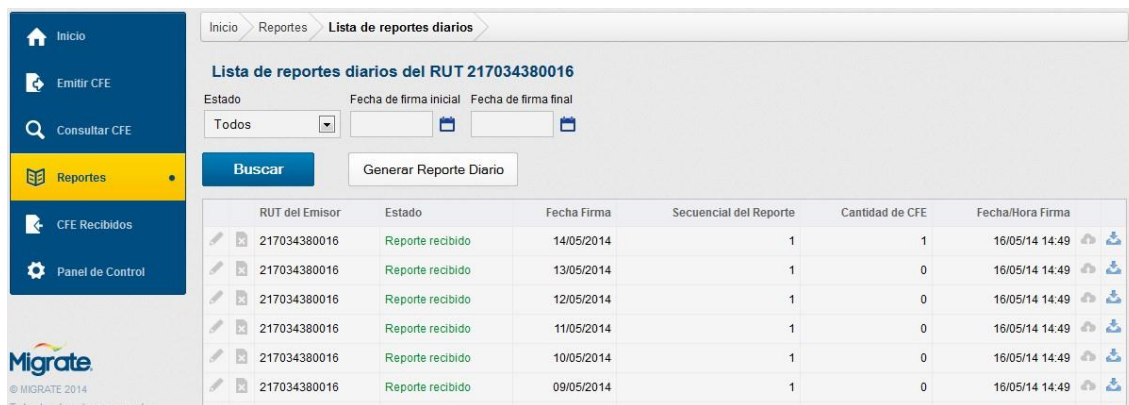 Inicio
Emitir CFE
Consultar CFE
Reportes
CFE Recibidos
Panel de Control
Migrate.
© MIGRATE 2014
Inicio Reportes Lista de reportes diarios
Lista de reportes diarios del RUT 217034380016
Estado Fecha de firma inicial Fecha de firma final
Todos
Buscar Generar Reporte Diario
RUT del Emisor Estado Fecha Firma Secuencial del Reporte Cantidad de CFE Fecha/Hora Firma
217034380016 Reporte recibido 14/05/2014 1 1 16/05/14 14:49
217034380016 Reporte recibido 13/05/2014 1 0 16/05/14 14:49
217034380016 Reporte recibido 12/05/2014 1 0 16/05/14 14:49
217034380016 Reporte recibido 11/05/2014 1 0 16/05/14 14:49
217034380016 Reporte recibido 10/05/2014 1 0 16/05/14 14:49
217034380016 Reporte recibido 09/05/2014 1 0 16/05/14 14:49